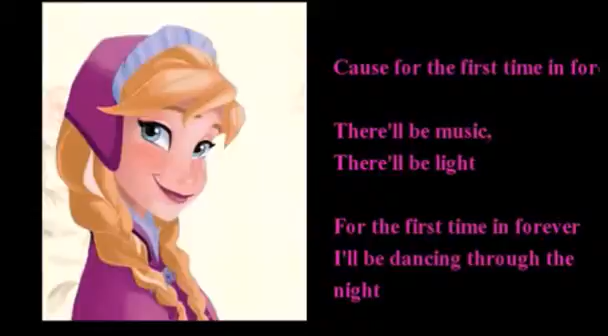 Cause for the first time in for
There'll be music,
There'll be light
For the first time in forever
I'll be dancing through the
night